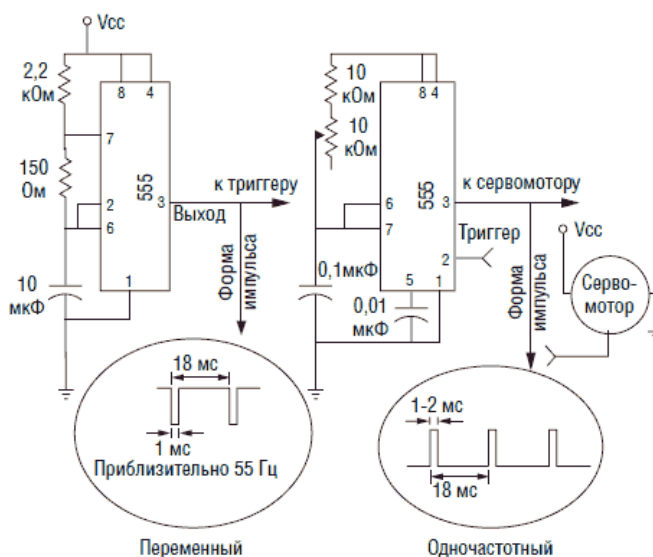 Vcc
2,2
кОм
8 4
7
150
Ом
555
2
6
3
Выход
к триггеру
1
10
мкФ
Форма
импульса
18 мс
1 мс
Приблизительно 55 Гц
Переменный
10
кОм
10
кОм
8 4
6
7
555
3
к сервомотору
Триггер
2
0,1мкФ
5
1
0,01
мкФ
Форма
импульса
Vcc
Серво-
мотор
1-2 мс
18 мс
Одночастотный